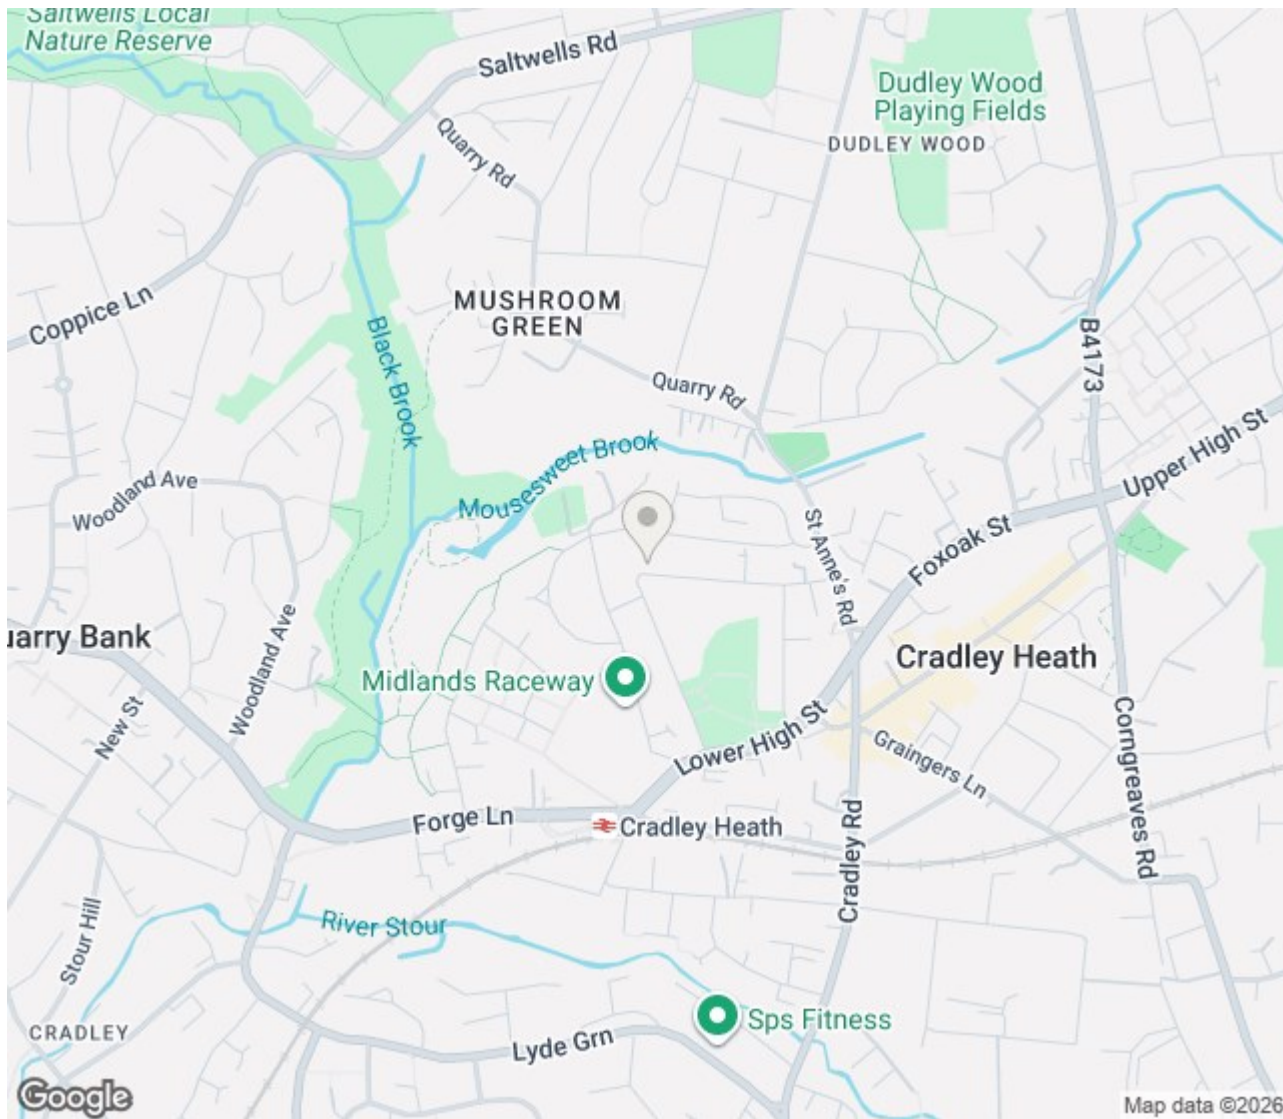 Saltwells Local
Nature Reserve
Saltwells Rd
Dudley Wood
Playing Fields
DUDLEY WOOD
Quarry Rd
Coppice Ln
MUSHROOM
GREEN
Black Brook
B4173
Quarry Rd
Upper High St
Mousesweet Brook
Woodland Ave
St Anne's Rd
Foxoak St
uarry Bank
Woodland Ave
Cradley Heath
Midlands Raceway
New St
Lower High St
Corngreaves Rd
Graingers Ln
Forge Ln
Cradley Heath
Cradley Rd
River Stour
Stour Hill
Sps Fitness
CRADLEY
Lyde Grn
Google
Map data ©2026